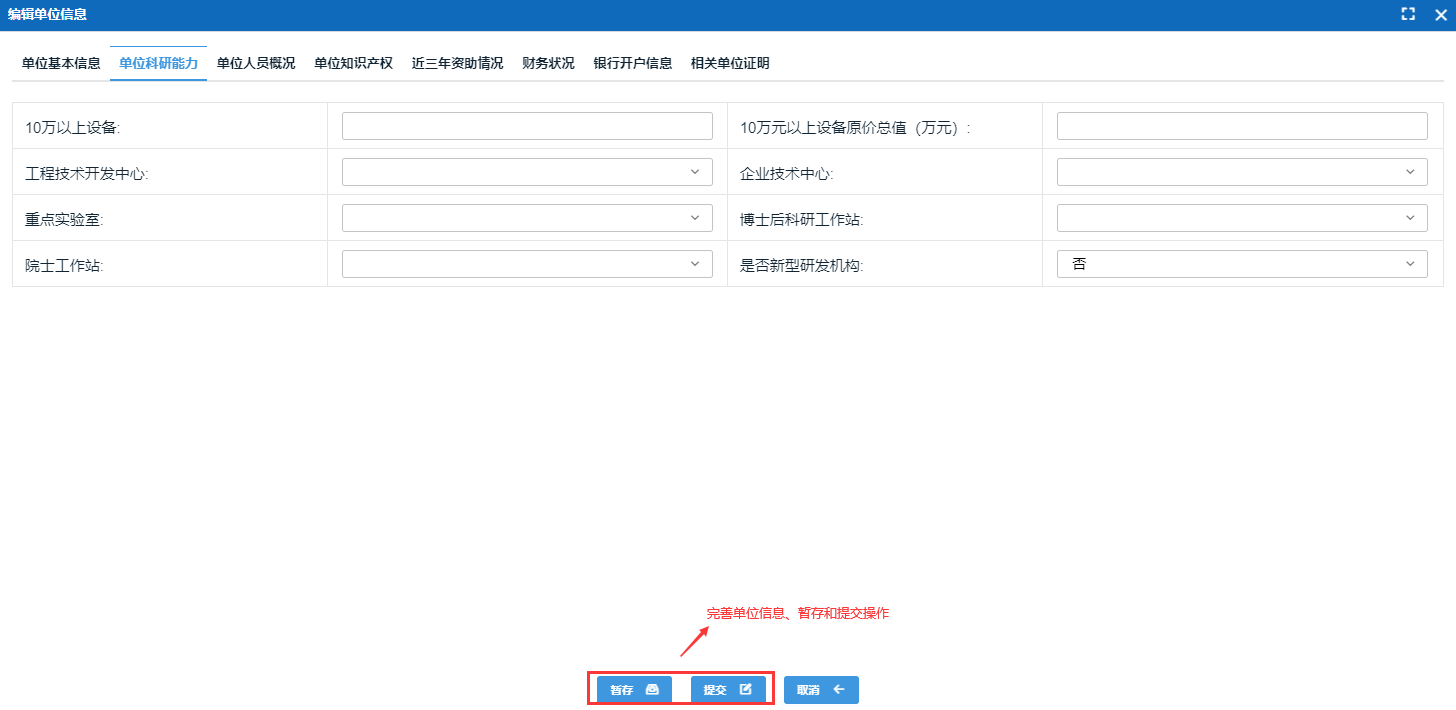 编辑单位信息
单位基本信息 单位科研能力 单位人员概况 单位知识产权 近三年资助情况 财务状况 银行开户信息 相关单位证明
10万以上设备: 10万元以上设备原价总值（万元）:
工程技术开发中心: 企业技术中心:
重点实验室: 博士后科研工作站:
院士工作站: 是否新型研发机构: 否
完善单位信息、暂存和提交操作
暂存 提交 取消